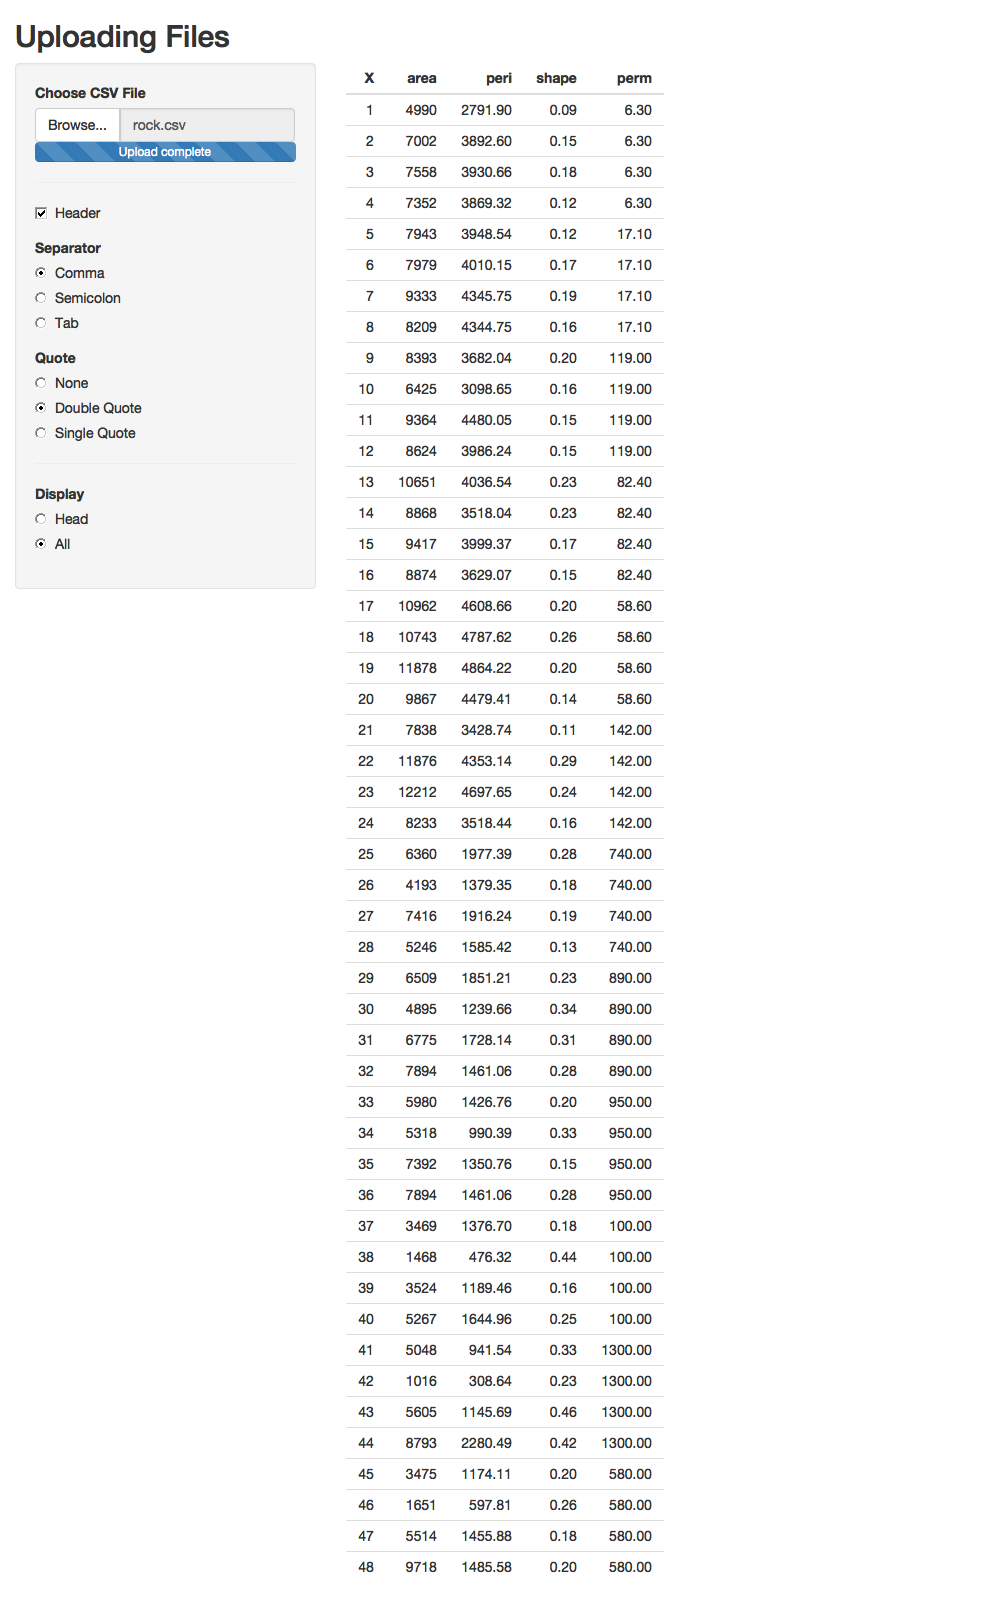 Uploading Files
Choose CSV File
Browse... rock.csv
Upload complete
Header
Separator
Comma
Semicolon
Tab
Quote
None
Double Quote
Single Quote
Display
Head
All
X area peri shape perm
1 4990 2791.90 0.09 6.30
2 7002 3892.60 0.15 6.30
3 7558 3930.66 0.18 6.30
4 7352 3869.32 0.12 6.30
5 7943 3948.54 0.12 17.10
6 7979 4010.15 0.17 17.10
7 9333 4345.75 0.19 17.10
8 8209 4344.75 0.16 17.10
9 8393 3682.04 0.20 119.00
10 6425 3098.65 0.16 119.00
11 9364 4480.05 0.15 119.00
12 8624 3986.24 0.15 119.00
13 10651 4036.54 0.23 82.40
14 8868 3518.04 0.23 82.40
15 9417 3999.37 0.17 82.40
16 8874 3629.07 0.15 82.40
17 10962 4608.66 0.20 58.60
18 10743 4787.62 0.26 58.60
19 11878 4864.22 0.20 58.60
20 9867 4479.41 0.14 58.60
21 7838 3428.74 0.11 142.00
22 11876 4353.14 0.29 142.00
23 12212 4697.65 0.24 142.00
24 8233 3518.44 0.16 142.00
25 6360 1977.39 0.28 740.00
26 4193 1379.35 0.18 740.00
27 7416 1916.24 0.19 740.00
28 5246 1585.42 0.13 740.00
29 6509 1851.21 0.23 890.00
30 4895 1239.66 0.34 890.00
31 6775 1728.14 0.31 890.00
32 7894 1461.06 0.28 890.00
33 5980 1426.76 0.20 950.00
34 5318 990.39 0.33 950.00
35 7392 1350.76 0.15 950.00
36 7894 1461.06 0.28 950.00
37 3469 1376.70 0.18 100.00
38 1468 476.32 0.44 100.00
39 3524 1189.46 0.16 100.00
40 5267 1644.96 0.25 100.00
41 5048 941.54 0.33 1300.00
42 1016 308.64 0.23 1300.00
43 5605 1145.69 0.46 1300.00
44 8793 2280.49 0.42 1300.00
45 3475 1174.11 0.20 580.00
46 1651 597.81 0.26 580.00
47 5514 1455.88 0.18 580.00
48 9718 1485.58 0.20 580.00